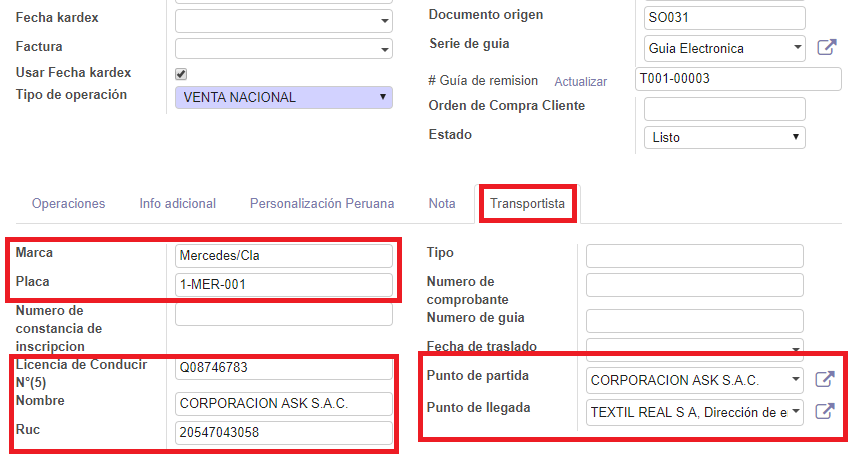 Fecha kardex
Factura
Usar Fecha kardex
Tipo de operación VENTA NACIONAL
Documento origen SO031
Serie de guia Guia Electronica
# Guía de remision Actualizar T001-00003
Orden de Compra Cliente
Estado Listo
Operaciones Info adicional Personalización Peruana Nota Transportista
Marca Mercedes/Cla
Placa 1-MER-001
Numero de
constancia de
inscripcion
Licencia de Conducir Q08746783
N°(5)
Nombre CORPORACION ASK S.A.C.
Ruc 20547043058
Tipo
Numero de
comprobante
Numero de guia
Fecha de traslado
Punto de partida CORPORACION ASK S.A.C.
Punto de llegada TEXTIL REAL S A, Dirección de e